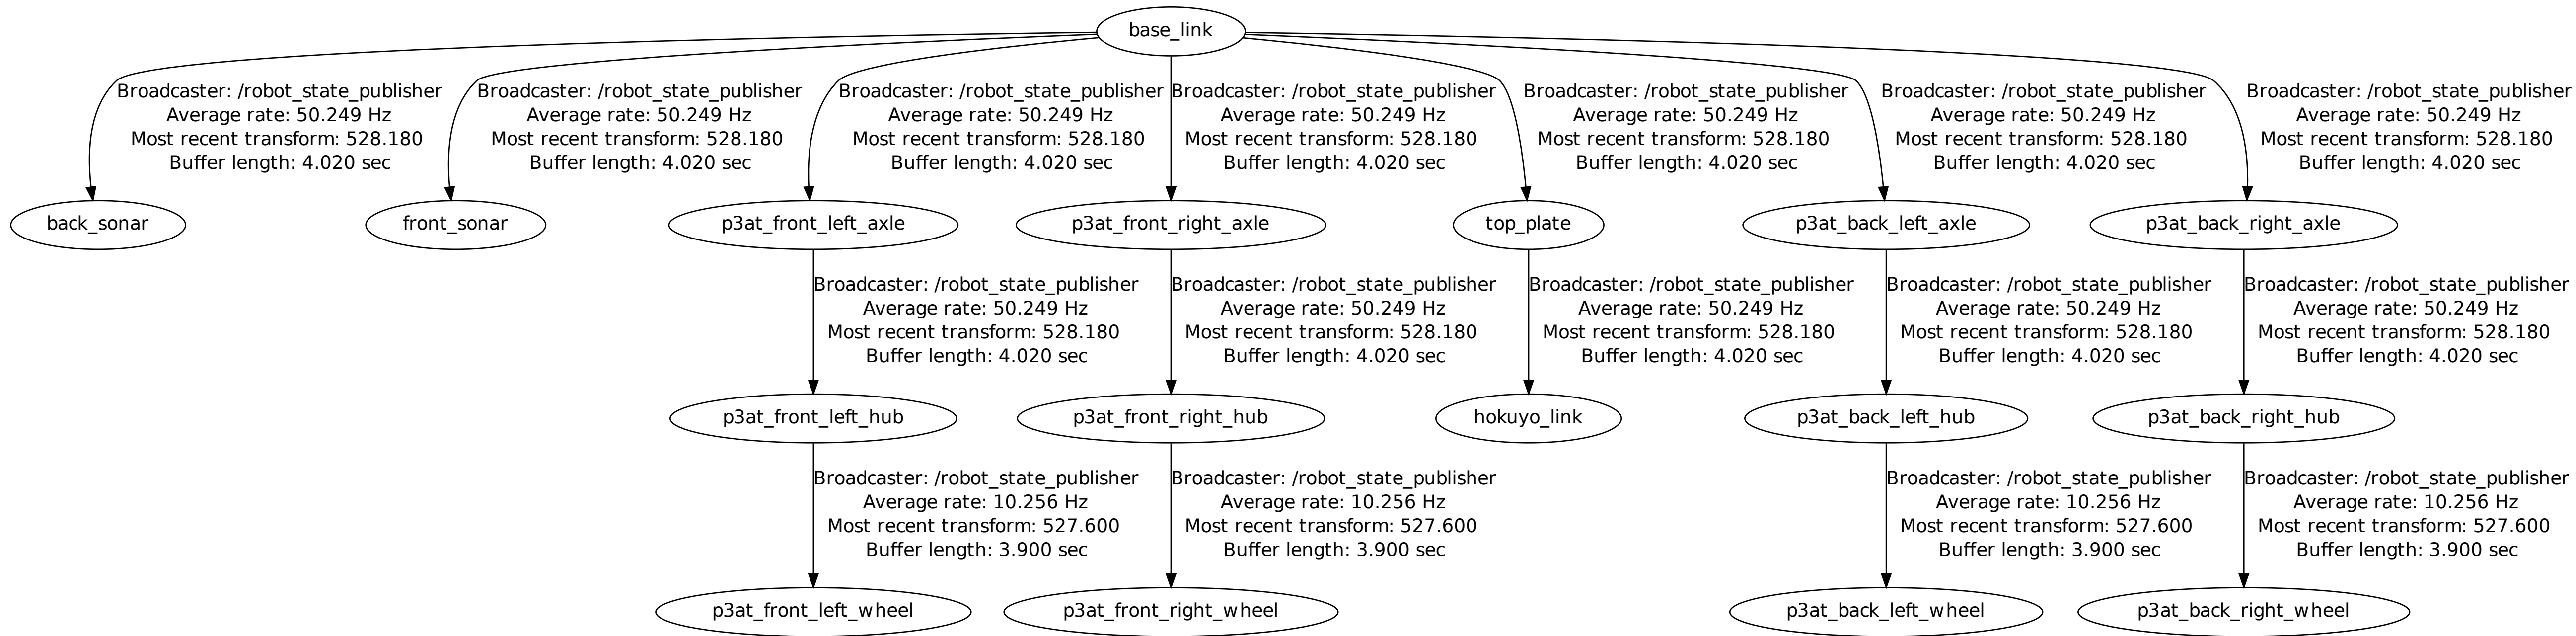 base_link
Broadcaster: /robot_state_publisher
Average rate: 50.249 Hz
Most recent transform: 528.180
Buffer length: 4.020 sec
Broadcaster: /robot_state_publisher
Average rate: 50.249 Hz
Most recent transform: 528.180
Buffer length: 4.020 sec
Broadcaster: /robot_state_publisher
Average rate: 50.249 Hz
Most recent transform: 528.180
Buffer length: 4.020 sec
Broadcaster: /robot_state_publisher
Average rate: 50.249 Hz
Most recent transform: 528.180
Buffer length: 4.020 sec
Broadcaster: /robot_state_publisher
Average rate: 50.249 Hz
Most recent transform: 528.180
Buffer length: 4.020 sec
Broadcaster: /robot_state_publisher
Average rate: 50.249 Hz
Most recent transform: 528.180
Buffer length: 4.020 sec
Broadcaster: /robot_state_publisher
Average rate: 50.249 Hz
Most recent transform: 528.180
Buffer length: 4.020 sec
back_sonar
front_sonar
p3at_front_left_axle
p3at_front_right_axle
top_plate
p3at_back_left_axle
p3at_back_right_axle
Broadcaster: /robot_state_publisher
Average rate: 50.249 Hz
Most recent transform: 528.180
Buffer length: 4.020 sec
Broadcaster: /robot_state_publisher
Average rate: 50.249 Hz
Most recent transform: 528.180
Buffer length: 4.020 sec
Broadcaster: /robot_state_publisher
Average rate: 50.249 Hz
Most recent transform: 528.180
Buffer length: 4.020 sec
Broadcaster: /robot_state_publisher
Average rate: 50.249 Hz
Most recent transform: 528.180
Buffer length: 4.020 sec
Broadcaster: /robot_state_publisher
Average rate: 50.249 Hz
Most recent transform: 528.180
Buffer length: 4.020 sec
p3at_front_left_hub
p3at_front_right_hub
hokuyo_link
p3at_back_left_hub
p3at_back_right_hub
Broadcaster: /robot_state_publisher
Average rate: 10.256 Hz
Most recent transform: 527.600
Buffer length: 3.900 sec
Broadcaster: /robot_state_publisher
Average rate: 10.256 Hz
Most recent transform: 527.600
Buffer length: 3.900 sec
Broadcaster: /robot_state_publisher
Average rate: 10.256 Hz
Most recent transform: 527.600
Buffer length: 3.900 sec
Broadcaster: /robot_state_publisher
Average rate: 10.256 Hz
Most recent transform: 527.600
Buffer length: 3.900 sec
p3at_front_left_wheel
p3at_front_right_wheel
p3at_back_left_wheel
p3at_back_right_wheel